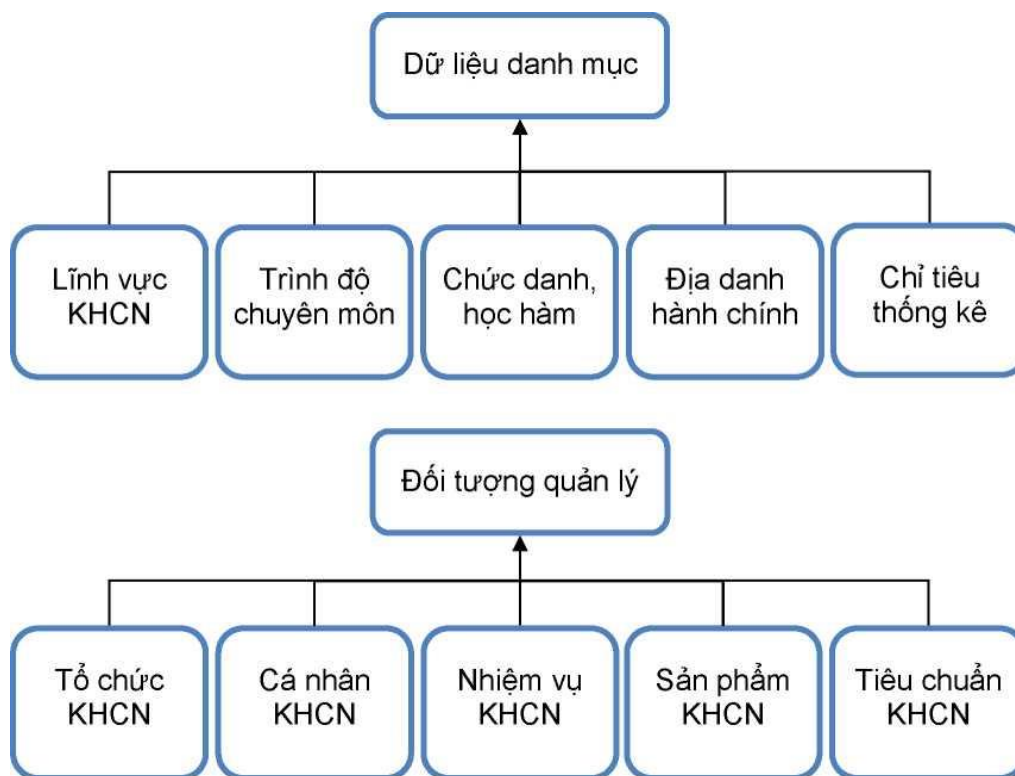 Dữ liệu danh mục
Lĩnh vực
KHCN
Trình độ
chuyên môn
Chức danh,
học hàm
Địa danh
hành chính
Chỉ tiêu
thống kê
Đối tượng quản lý
Tổ chức
KHCN
Cá nhân
KHCN
Nhiệm vụ
KHCN
Sản phẩm
KHCN
Tiêu chuẩn
KHCN